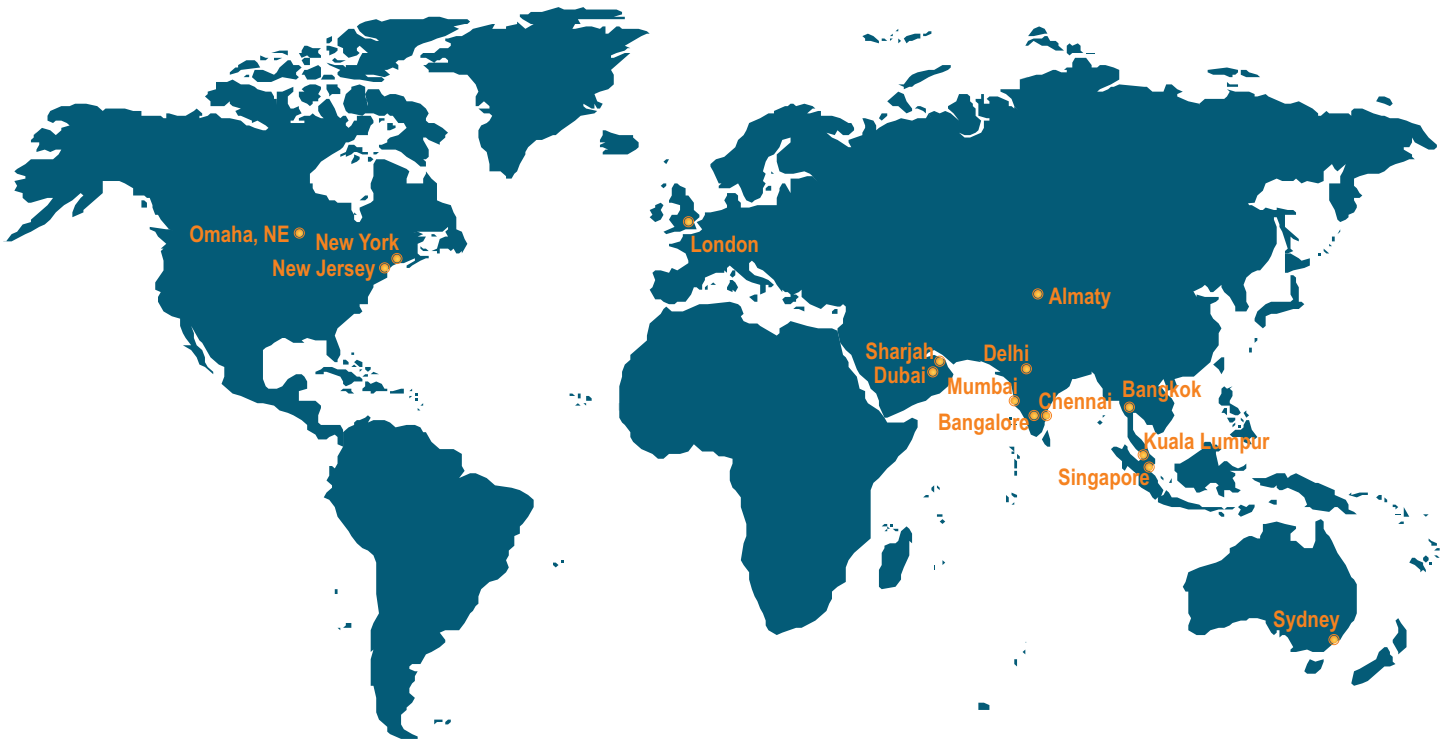 Omaha, NE
New York
New Jersey
London
Almaty
Sharjah
Dubai
Delhi
Mumbai
Chennai
Bangalore
Bangkok
Kuala Lumpur
Singapore
Sydney